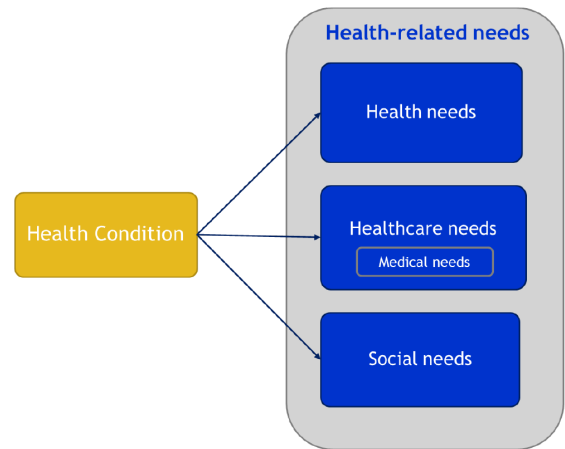 Health-related needs
Health needs
Health Condition
Healthcare needs
Medical needs
Social needs